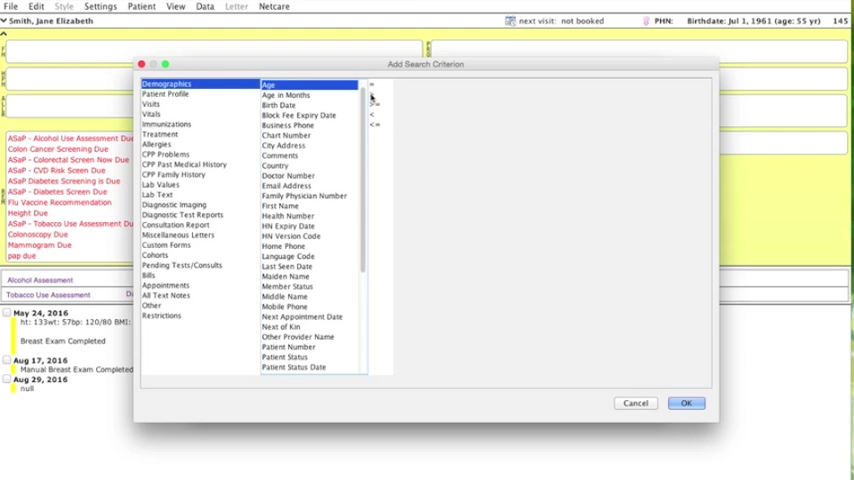 File Edit Style Settings Patient View Data Letter Netcare
Smith, Jane Elizabeth next visit: not booked PHN: Birthdate: Jul 1, 1961 (age: 55 yr) 145
Add Search Criterion
Demographics
Patient Profile
Visits
Vitals
Immunizations
Treatment
Allergies
CPP Problems
CPP Past Medical History
CPP Family History
Lab Values
Lab Text
Diagnostic Imaging
Diagnostic Test Reports
Consultation Report
Miscellaneous Letters
Custom Forms
Cohorts
Pending Tests/Consults
Bills
Appointments
All Text Notes
Other
Restrictions
Age
Age in Months
Birth Date
Block Fee Expiry Date
Business Phone
Chart Number
City Address
Comments
Country
Doctor Number
Email Address
Family Physician Number
First Name
Health Number
HN Expiry Date
HN Version Code
Home Phone
Language Code
Last Seen Date
Maiden Name
Member Status
Middle Name
Mobile Phone
Next Appointment Date
Next of Kin
Other Provider Name
Patient Number
Patient Status
Patient Status Date
=
>=
<
<=
Cancel OK
ASaP - Alcohol Use Assessment Due
Colon Cancer Screening Due
ASaP - Colorectal Screen Now Due
ASaP - CVD Risk Sceen Due
ASaP Diabetes Screening is Due
ASaP - Diabetes Screen Due
Flu Vaccine Recommendation
Height Due
ASaP - Tobacco Use Assessment Du
Colonoscopy Due
Mammogram Due
pap due
Alcohol Assessment
Tobacco Use Assessment
May 24, 2016
ht: 133wt: 57bp: 120/80 BMI:
Breast Exam Completed
Aug 17, 2016
Manual Breast Exam Completed
Aug 29, 2016
null